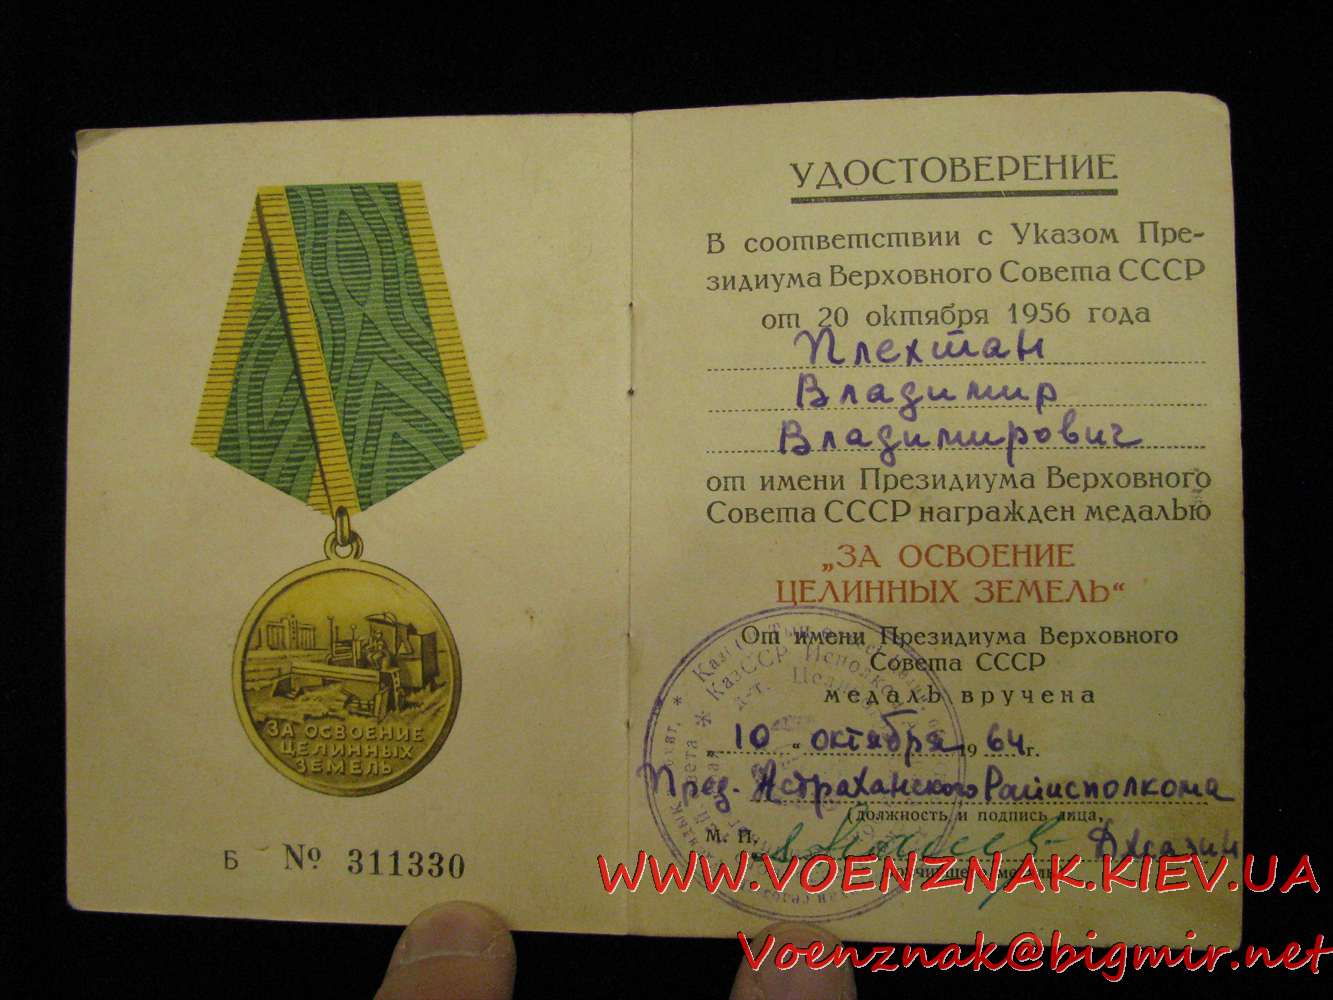 ЗА ОСВОЕНИЕ
ЦЕЛИННЫХ
ЗЕМЕЛЬ
Б № 311330
УДОСТОВЕРЕНИЕ
В соответствии с Указом Пре-
зидиума Верховного Совета СССР
от 20 октября 1956 года
Плехтан
Владимир
Владимирович
от имени Президиума Верховного
Совета СССР награжден медалью
„ЗА ОСВОЕНИЕ
ЦЕЛИННЫХ ЗЕМЕЛЬ“
От имени Президиума Верховного
Совета СССР
медаль вручена
„10“ октября 1964 г.
Пред. Астраханского Райисполкома
(должность и подпись лица,
М. П.
КазССР Исполком
WWW.VOENZNAK.KIEV.UA
Voenznak@bigmir.net